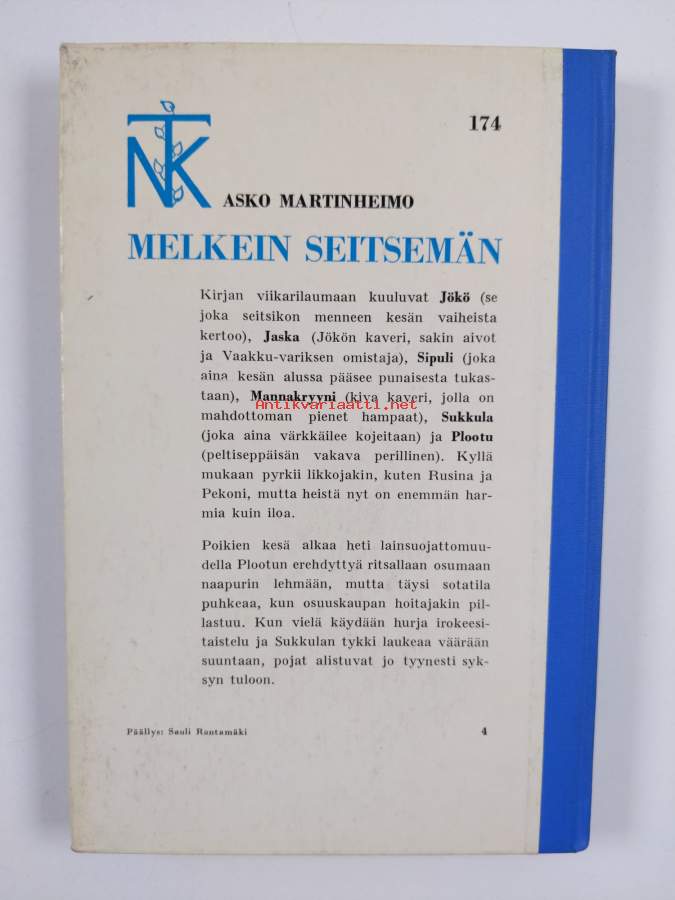 NTK
174
ASKO MARTINHEIMO
MELKEIN SEITSEMÄN
Kirjan viikarilaumaan kuuluvat Jökö (se
joka seitsikon menneen kesän vaiheista
kertoo), Jaska (Jökön kaveri, sakin aivot
ja Vaakku-variksen omistaja), Sipuli (joka
aina kesän alussa pääsee punaisesta tukas-
taan), Mannakryyni (kiva kaveri, jolla on
Antikvariaatti.net
mahdottoman pienet hampaat), Sukkula
(joka aina värkkäilee kojeitaan) ja Plootu
(peltiseppäisän vakava perillinen). Kyllä
mukaan pyrkii likkojakin, kuten Rusina ja
Pekoni, mutta heistä nyt on enemmän har-
mia kuin iloa.
Poikien kesä alkaa heti lainsuojattomuu-
della Plootun erehdyttyä ritsallaan osumaan
naapurin lehmään, mutta täysi sotatila
puhkeaa, kun osuuskaupan hoitajakin pil-
lastuu. Kun vielä käydään hurja irokeesi-
taistelu ja Sukkulan tykki laukeaa väärään
suuntaan, pojat alistuvat jo tyynesti syk-
syn tuloon.
Päällys: Sauli Rantamäki
4